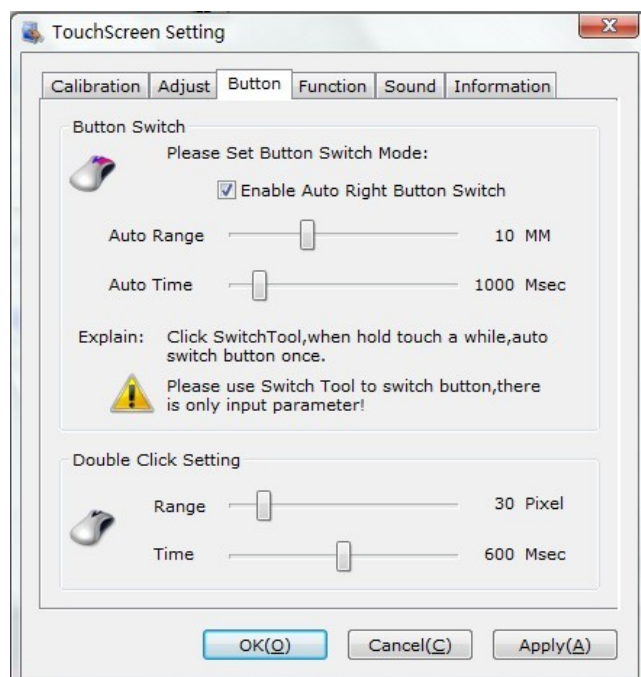 TouchScreen Setting
Calibration Adjust Button Function Sound Information
Button Switch
Please Set Button Switch Mode:
Enable Auto Right Button Switch
Auto Range 10 MM
Auto Time 1000 Msec
Explain: Click SwitchTool,when hold touch a while,auto
switch button once.
Please use Switch Tool to switch button,there
is only input parameter!
Double Click Setting
Range 30 Pixel
Time 600 Msec
OK(O) Cancel(C) Apply(A)